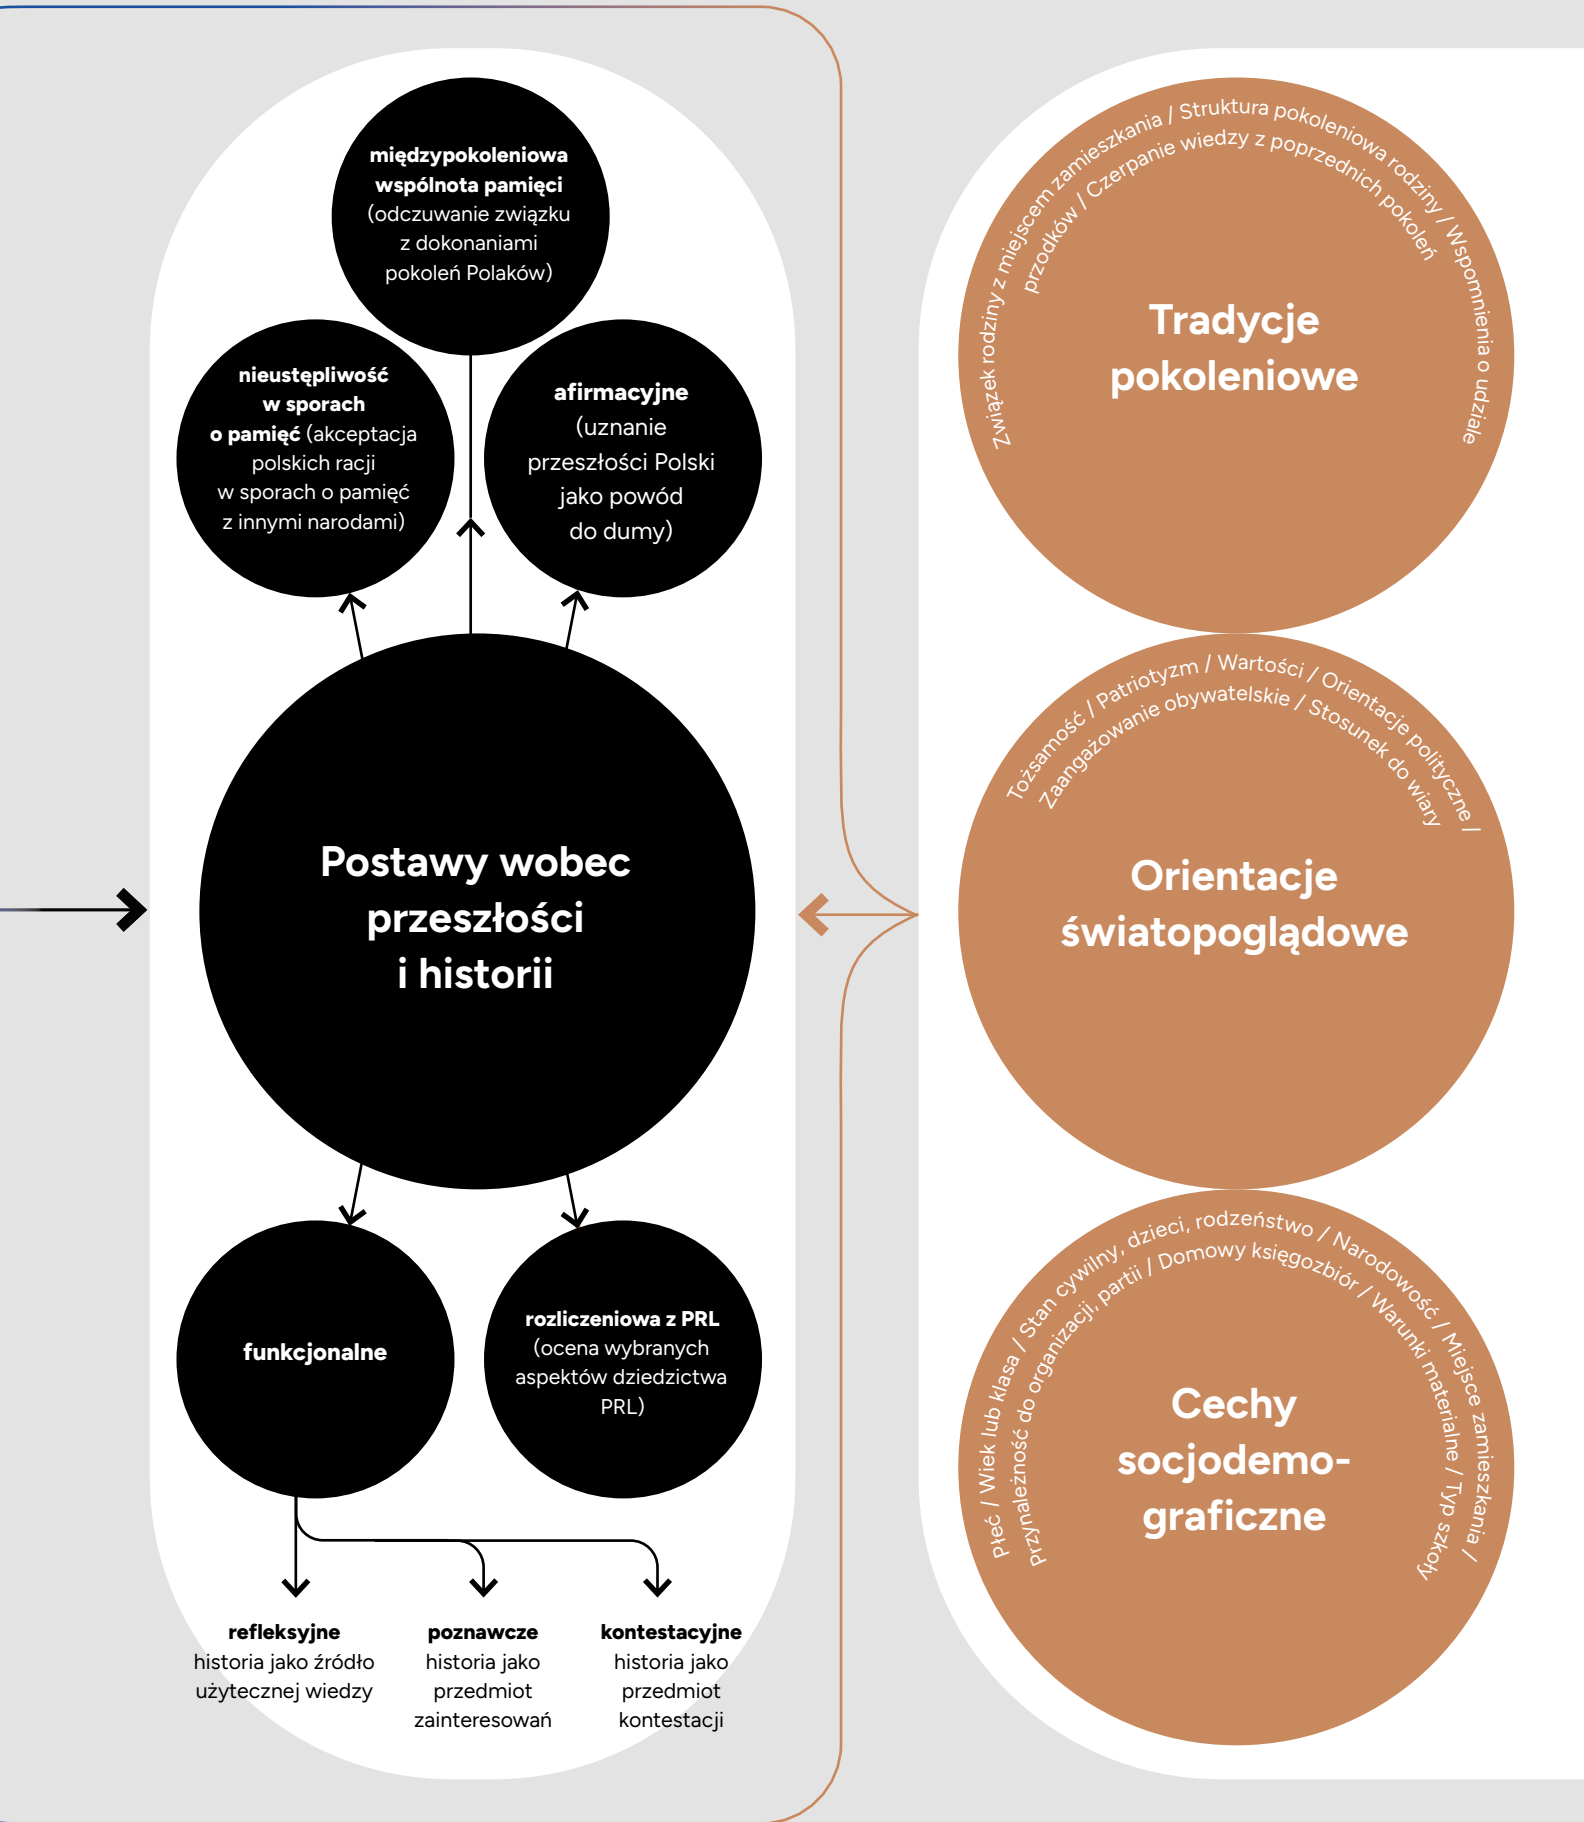 międzypokoleniowa
wspólnota pamięci
(odczuwanie związku
z dokonaniami
pokoleń Polaków)
nieustępliwość
w sporach
o pamięć (akceptacja
polskich racji
w sporach o pamięć
z innymi narodami)
afirmacyjne
(uznanie
przeszłości Polski
jako powód
do dumy)
Postawy wobec
przeszłości
i historii
funkcjonalne
rozliczeniowa z PRL
(ocena wybranych
aspektów dziedzictwa
PRL)
refleksyjne
historia jako źródło
użytecznej wiedzy
poznawcze
historia jako
przedmiot
zainteresowań
kontestacyjne
historia jako
przedmiot
kontestacji
Związek rodziny z miejscem zamieszkania / Struktura pokoleniowa rodziny / Wspomnienia o udziale
przodków / Czerpanie wiedzy z poprzednich pokoleń
Tradycje
pokoleniowe
Tożsamość / Patriotyzm / Wartości / Orientacje polityczne /
Zaangażowanie obywatelskie / Stosunek do wiary
Orientacje
światopoglądowe
Płeć / Wiek lub klasa / Stan cywilny, dzieci, rodzeństwo / Narodowość / Miejsce zamieszkania /
Przynależność do organizacji, partii / Domowy księgozbiór / Warunki materialne / Typ szkoły
Cechy
socjodemo-
graficzne